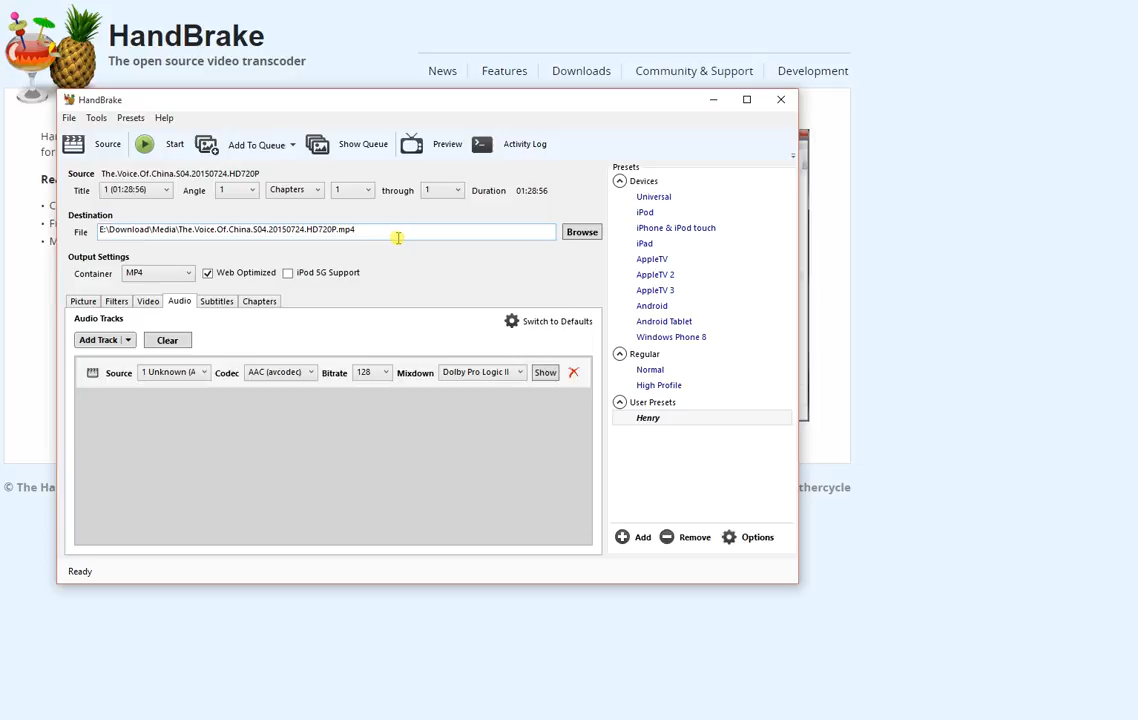 HandBrake
The open source video transcoder
News Features Downloads Community & Support Development
HandBrake
File Tools Presets Help
Source Start Add To Queue Show Queue Preview Activity Log
Source The.Voice.Of.China.S04.20150724.HD720P
Title 1 (01:28:56) Angle 1 Chapters 1 through 1 Duration 01:28:56
Destination
File E:\Download\Media\The.Voice.Of.China.S04.20150724.HD720P.mp4 Browse
Output Settings
Container MP4 Web Optimized iPod 5G Support
Picture Filters Video Audio Subtitles Chapters
Audio Tracks
Switch to Defaults
Add Track Clear
Source 1 Unknown (A Codec AAC (avcodec) Bitrate 128 Mixdown Dolby Pro Logic II Show
Presets
Devices
Universal
iPod
iPhone & iPod touch
iPad
AppleTV
AppleTV 2
AppleTV 3
Android
Android Tablet
Windows Phone 8
Regular
Normal
High Profile
User Presets
Henry
Add Remove Options
Ready
Ha
for
Re
• C
• F
• M
© The Ha
thercycle